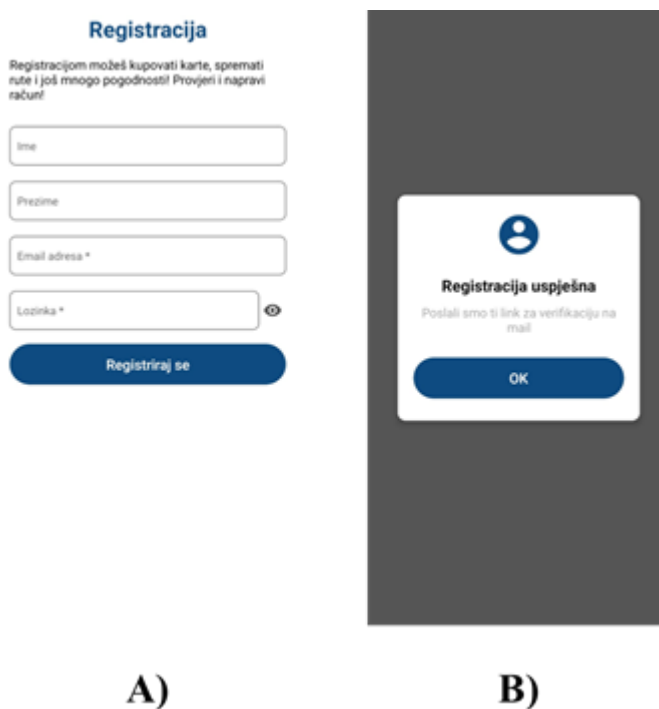 Registracija
Registracijom možeš kupovati karte, spremati
rute i još mnogo pogodnosti! Provjeri i napravi
račun!
Ime
Prezime
Email adresa *
Lozinka *
Registriraj se
A)
Registracija uspješna
Poslali smo ti link za verifikaciju na
mail
OK
B)